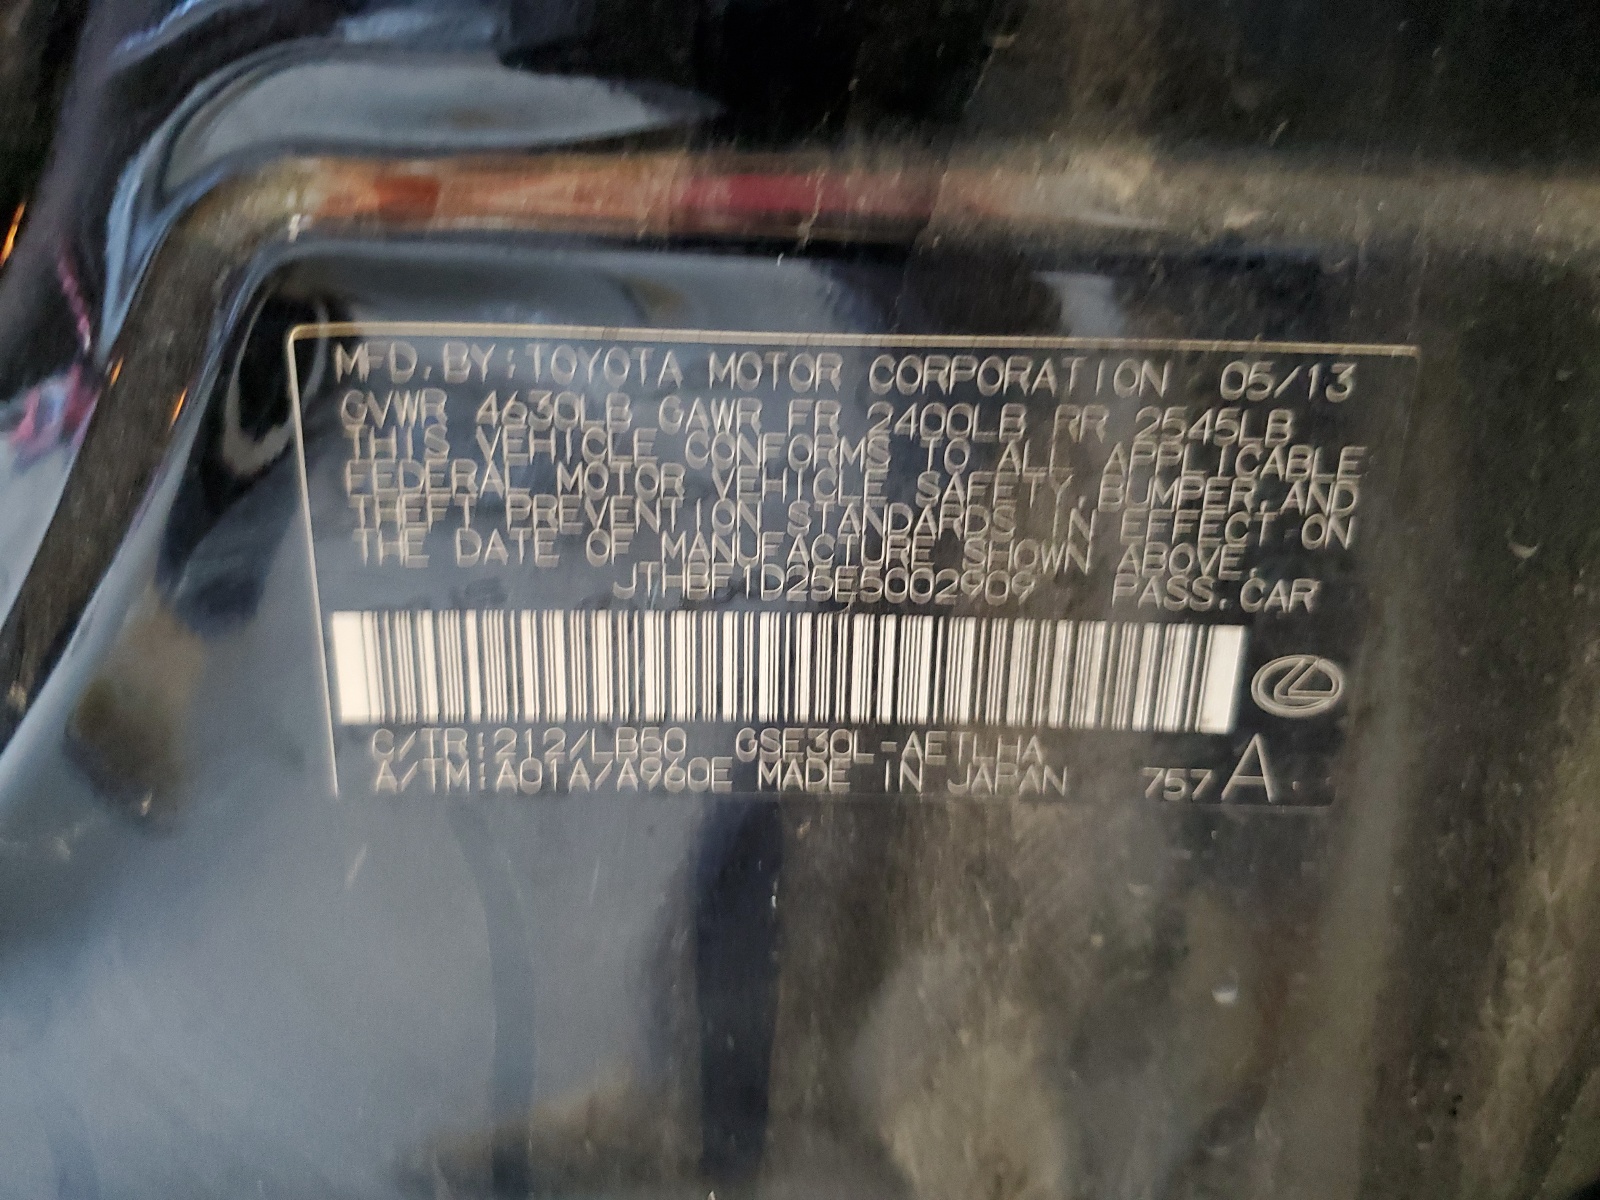 MFD. BY: TOYOTA MOTOR CORPORATION 05/13
GVWR 4630LB GAWR FR 2400LB RR 2545LB
THIS VEHICLE CONFORMS TO ALL APPLICABLE
FEDERAL MOTOR VEHICLE SAFETY, BUMPER, AND
THEFT PREVENTION STANDARDS IN EFFECT ON
THE DATE OF MANUFACTURE SHOWN ABOVE.
JTHBF1D25E5002909 PASS. CAR
C/TR: 212/LB50 GSE30L-AETLHA
A/TM: A01A/A960E MADE IN JAPAN 757 A